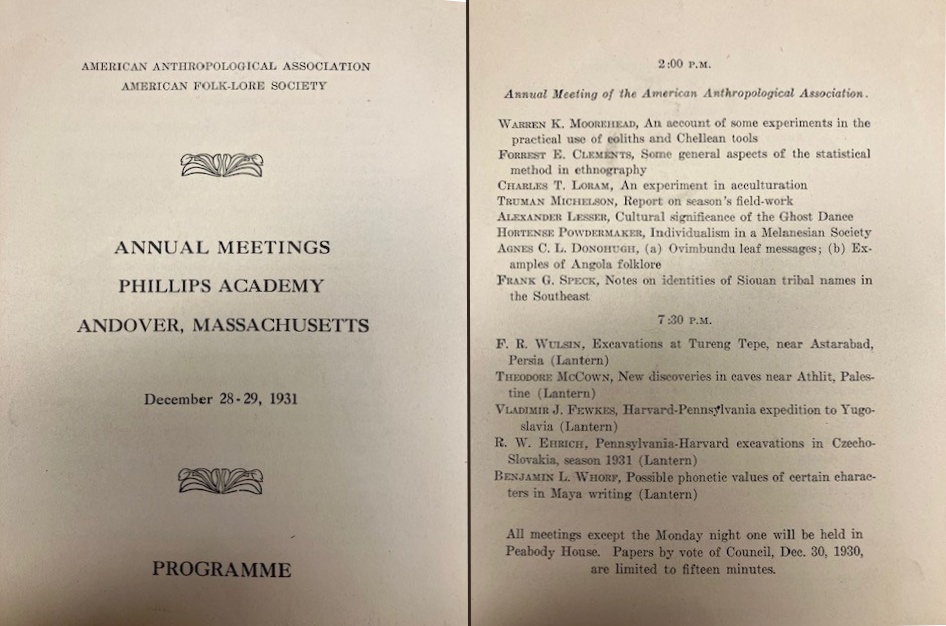 AMERICAN ANTHROPOLOGICAL ASSOCIATION
AMERICAN FOLK-LORE SOCIETY
ANNUAL MEETINGS
PHILLIPS ACADEMY
ANDOVER, MASSACHUSETTS
December 28-29, 1931
PROGRAMME
2:00 P.M.
Annual Meeting of the American Anthropological Association.
WARREN K. MOOREHEAD, An account of some experiments in the
practical use of eoliths and Chellean tools
FORREST E. CLEMENTS, Some general aspects of the statistical
method in ethnography
CHARLES T. LORAM, An experiment in acculturation
TRUMAN MICHELSON, Report on season's field-work
ALEXANDER LESSER, Cultural significance of the Ghost Dance
HORTENSE POWDERMAKER, Individualism in a Melanesian Society
AGNES C. L. DONOHUGH, (a) Ovimbundu leaf messages; (b) Ex-
amples of Angola folklore
FRANK G. SPECK, Notes on identities of Siouan tribal names in
the Southeast
7:30 P.M.
F. R. WULSIN, Excavations at Tureng Tepe, near Astarabad,
Persia (Lantern)
THEODORE MCCOWN, New discoveries in caves near Athlit, Pales-
tine (Lantern)
VLADIMIR J. FEWKES, Harvard-Pennsylvania expedition to Yugo-
slavia (Lantern)
R. W. EHRICH, Pennsylvania-Harvard excavations in Czecho-
Slovakia, season 1931 (Lantern)
BENJAMIN L. WHORF, Possible phonetic values of certain charac-
ters in Maya writing (Lantern)
All meetings except the Monday night one will be held in
Peabody House. Papers by vote of Council, Dec. 30, 1930,
are limited to fifteen minutes.